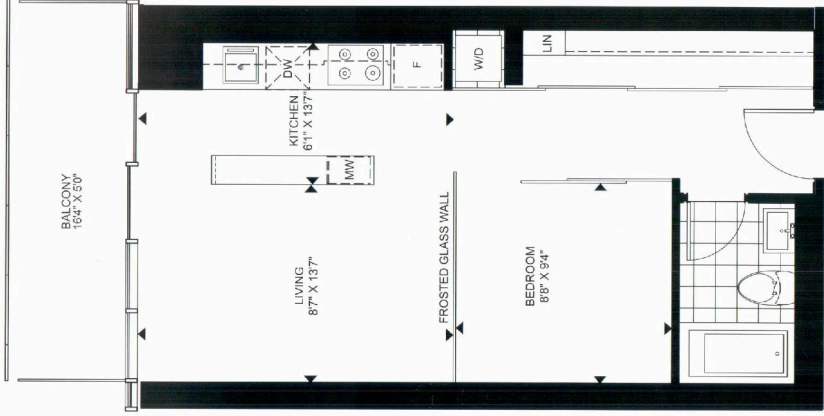 BALCONY
16'4" X 5'0"
DW
F
W/D
LIN
KITCHEN
6'1" X 13'7"
MW
LIVING
8'7" X 13'7"
FROSTED GLASS WALL
BEDROOM
8'8" X 9'4"